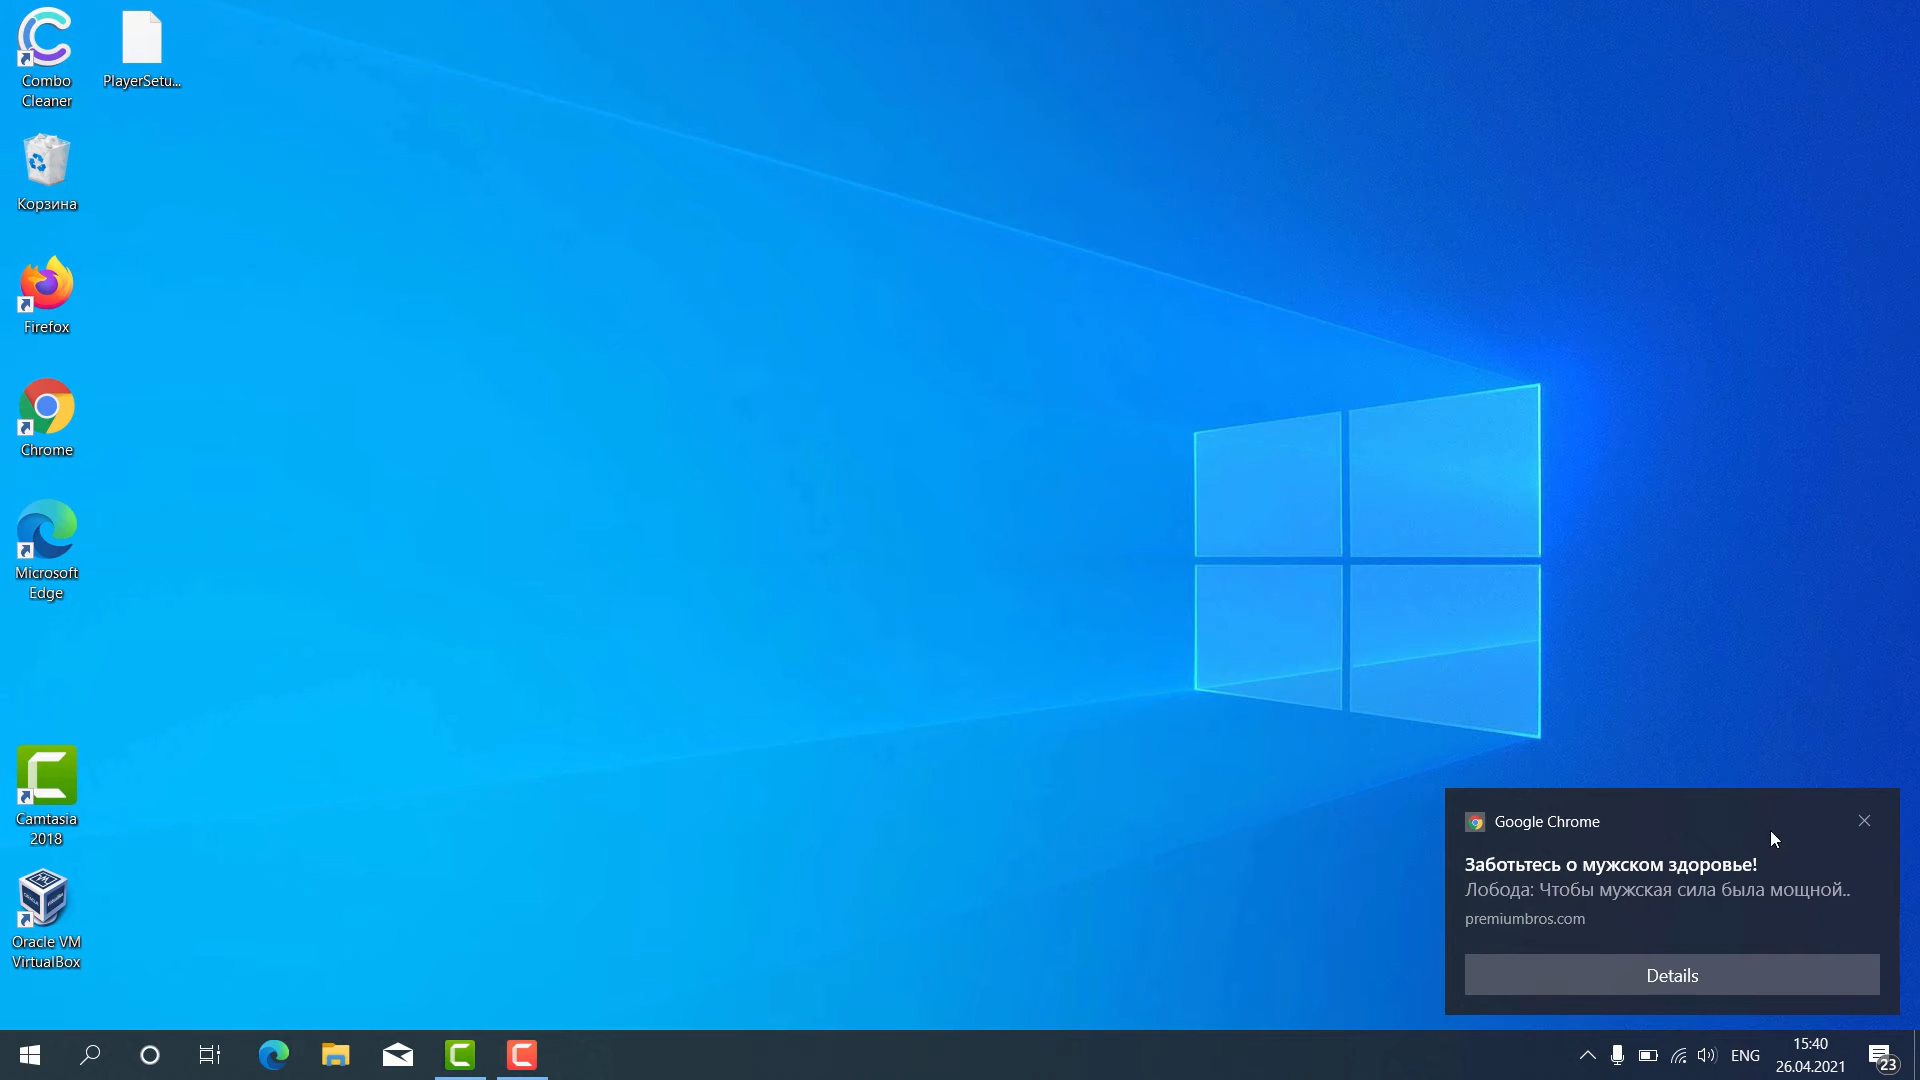 Combo
Cleaner
PlayerSetu...
Корзина
Firefox
Chrome
Microsoft
Edge
Camtasia
2018
Oracle VM
VirtualBox
Google Chrome
Заботьтесь о мужском здоровье!
Лобода: Чтобы мужская сила была мощной..
premiumbros.com
Details
ENG
15:40
26.04.2021
23